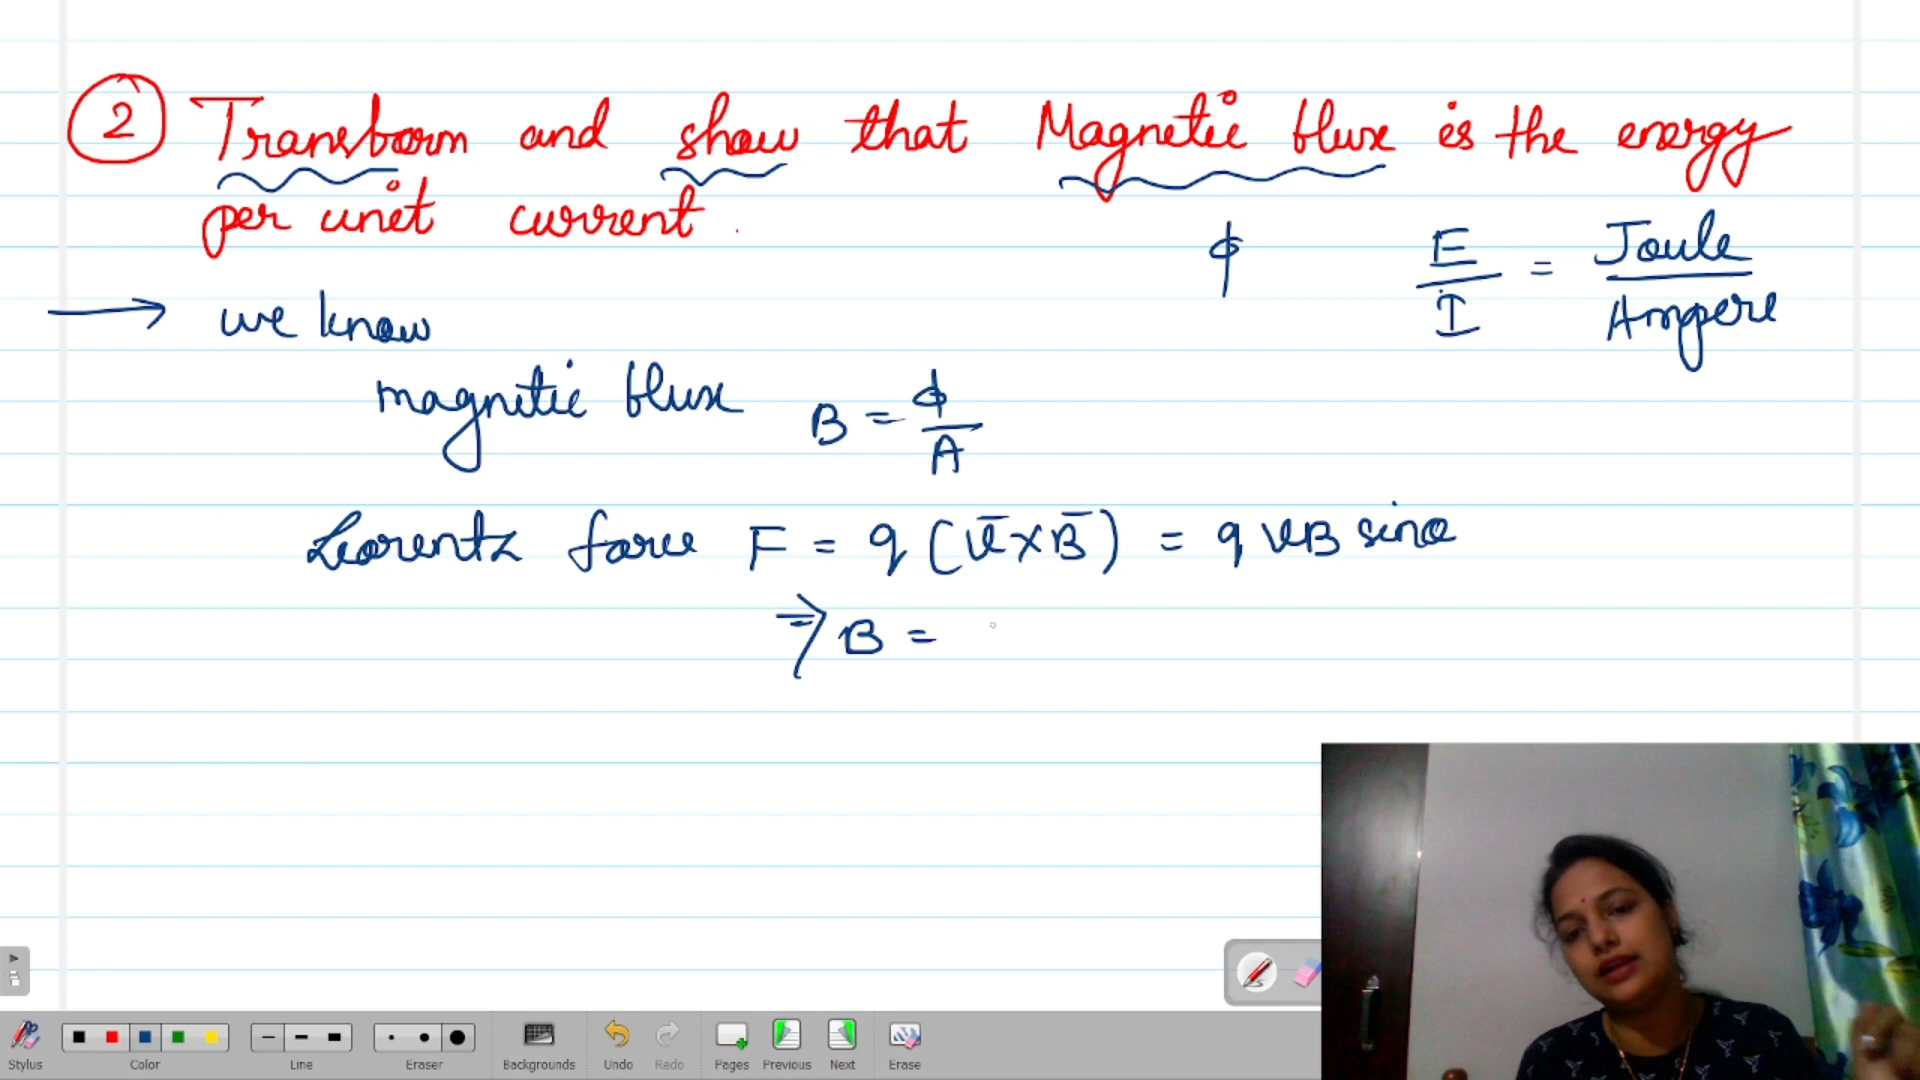 2 Transform and show that Magnetic flux is the energy
per unit current.
ϕ E/I = Joule/Ampere
→ we know
magnetic flux B = ϕ/A
Lorentz force F = q (v̄ × B̄) = q vB sinθ
⇒ B =
Stylus Color Line Eraser Backgrounds Undo Redo Pages Previous Next Erase